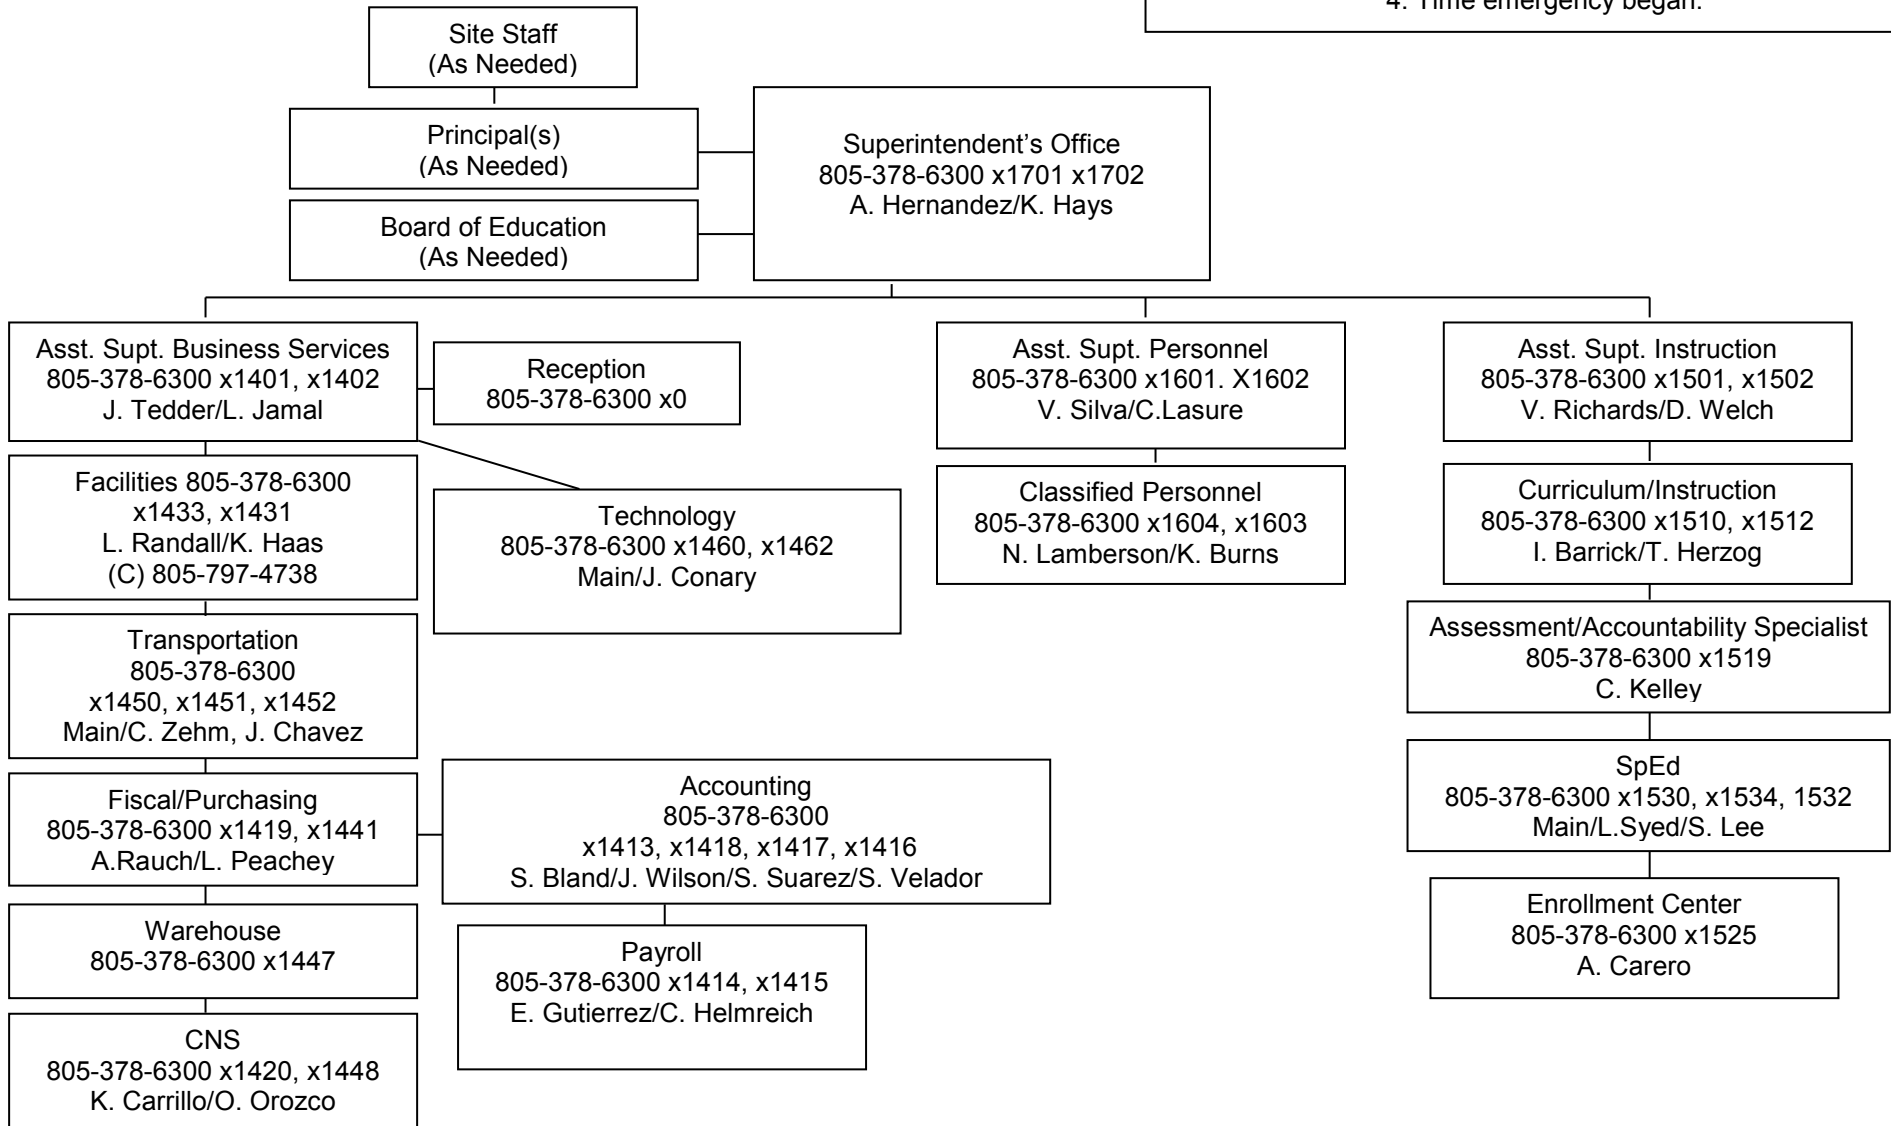 4. Time emergency began.
Site Staff
(As Needed)
Principal(s)
(As Needed)
Board of Education
(As Needed)
Superintendent’s Office
805-378-6300 x1701 x1702
A. Hernandez/K. Hays
Asst. Supt. Business Services
805-378-6300 x1401, x1402
J. Tedder/L. Jamal
Reception
805-378-6300 x0
Facilities 805-378-6300
x1433, x1431
L. Randall/K. Haas
(C) 805-797-4738
Technology
805-378-6300 x1460, x1462
Main/J. Conary
Transportation
805-378-6300
x1450, x1451, x1452
Main/C. Zehm, J. Chavez
Fiscal/Purchasing
805-378-6300 x1419, x1441
A.Rauch/L. Peachey
Accounting
805-378-6300
x1413, x1418, x1417, x1416
S. Bland/J. Wilson/S. Suarez/S. Velador
Warehouse
805-378-6300 x1447
Payroll
805-378-6300 x1414, x1415
E. Gutierrez/C. Helmreich
CNS
805-378-6300 x1420, x1448
K. Carrillo/O. Orozco
Asst. Supt. Personnel
805-378-6300 x1601. X1602
V. Silva/C.Lasure
Classified Personnel
805-378-6300 x1604, x1603
N. Lamberson/K. Burns
Asst. Supt. Instruction
805-378-6300 x1501, x1502
V. Richards/D. Welch
Curriculum/Instruction
805-378-6300 x1510, x1512
I. Barrick/T. Herzog
Assessment/Accountability Specialist
805-378-6300 x1519
C. Kelley
SpEd
805-378-6300 x1530, x1534, 1532
Main/L.Syed/S. Lee
Enrollment Center
805-378-6300 x1525
A. Carero